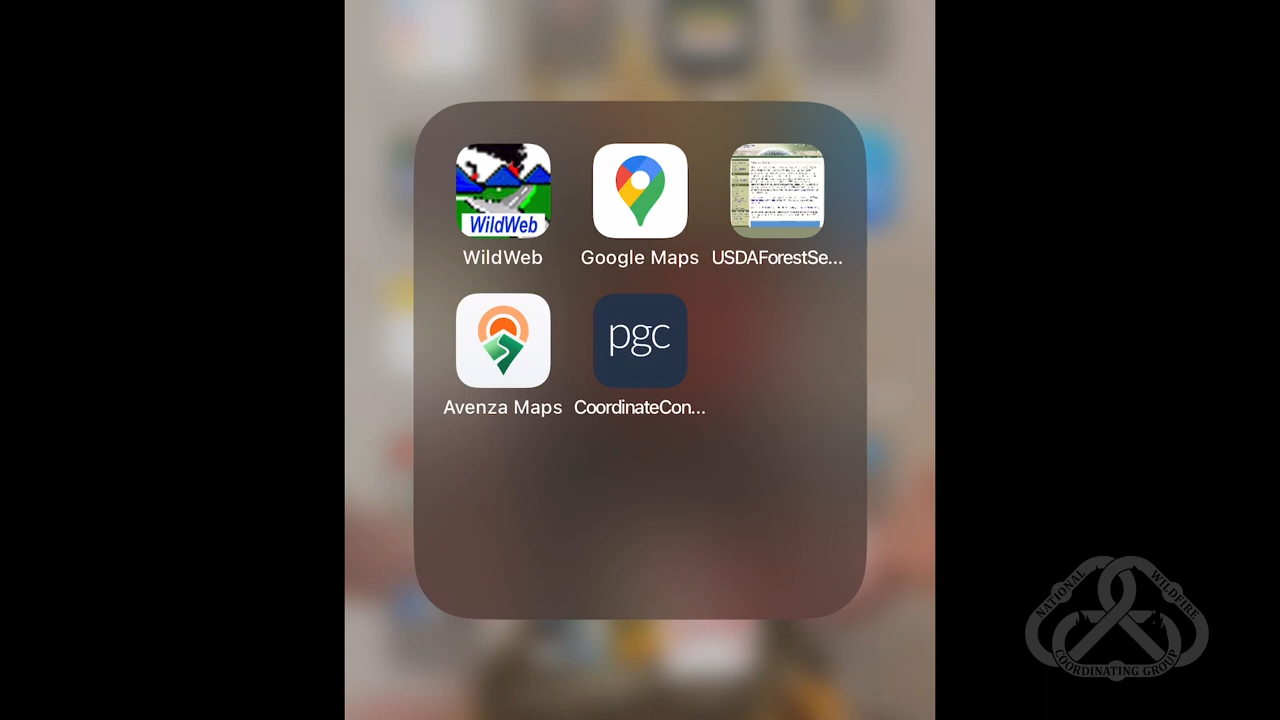 WildWeb
WildWeb
Google Maps
USDAForestSe...
pgc
Avenza Maps
CoordinateCon...
NATIONAL WILDFIRE
COORDINATING GROUP